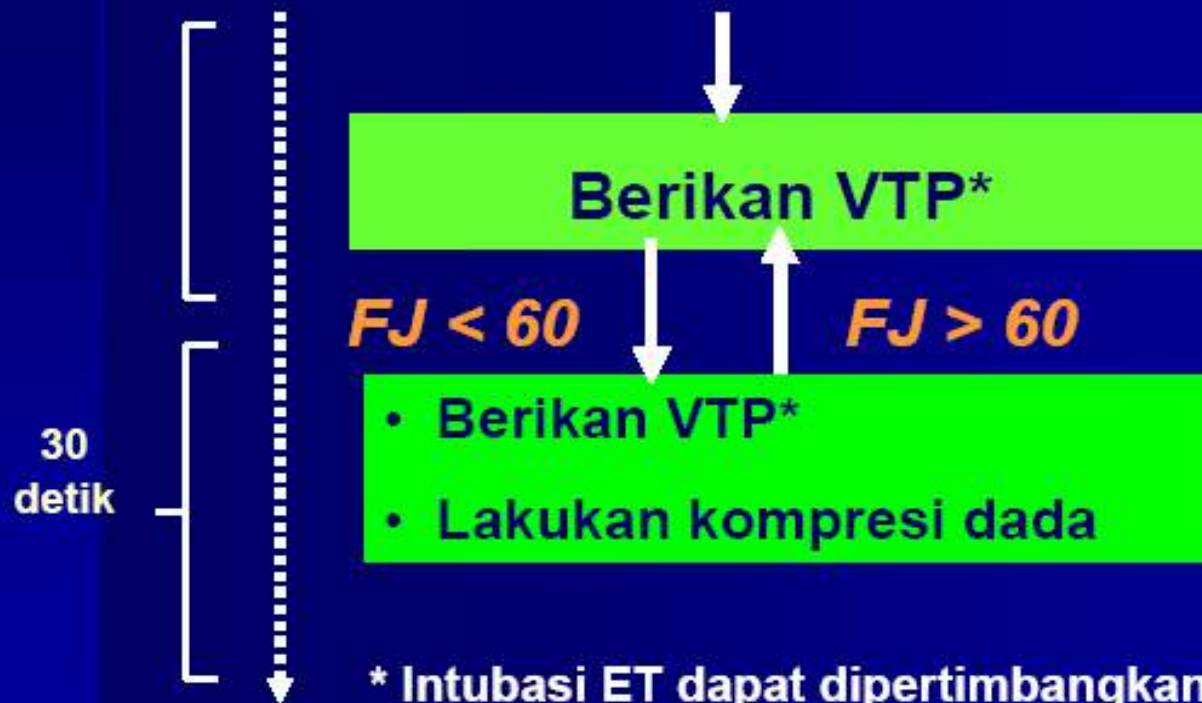 Berikan VTP*
FJ < 60
FJ > 60
• Berikan VTP*
30
detik
• Lakukan kompresi dada
* Intubasi ET dapat dipertimbangkan